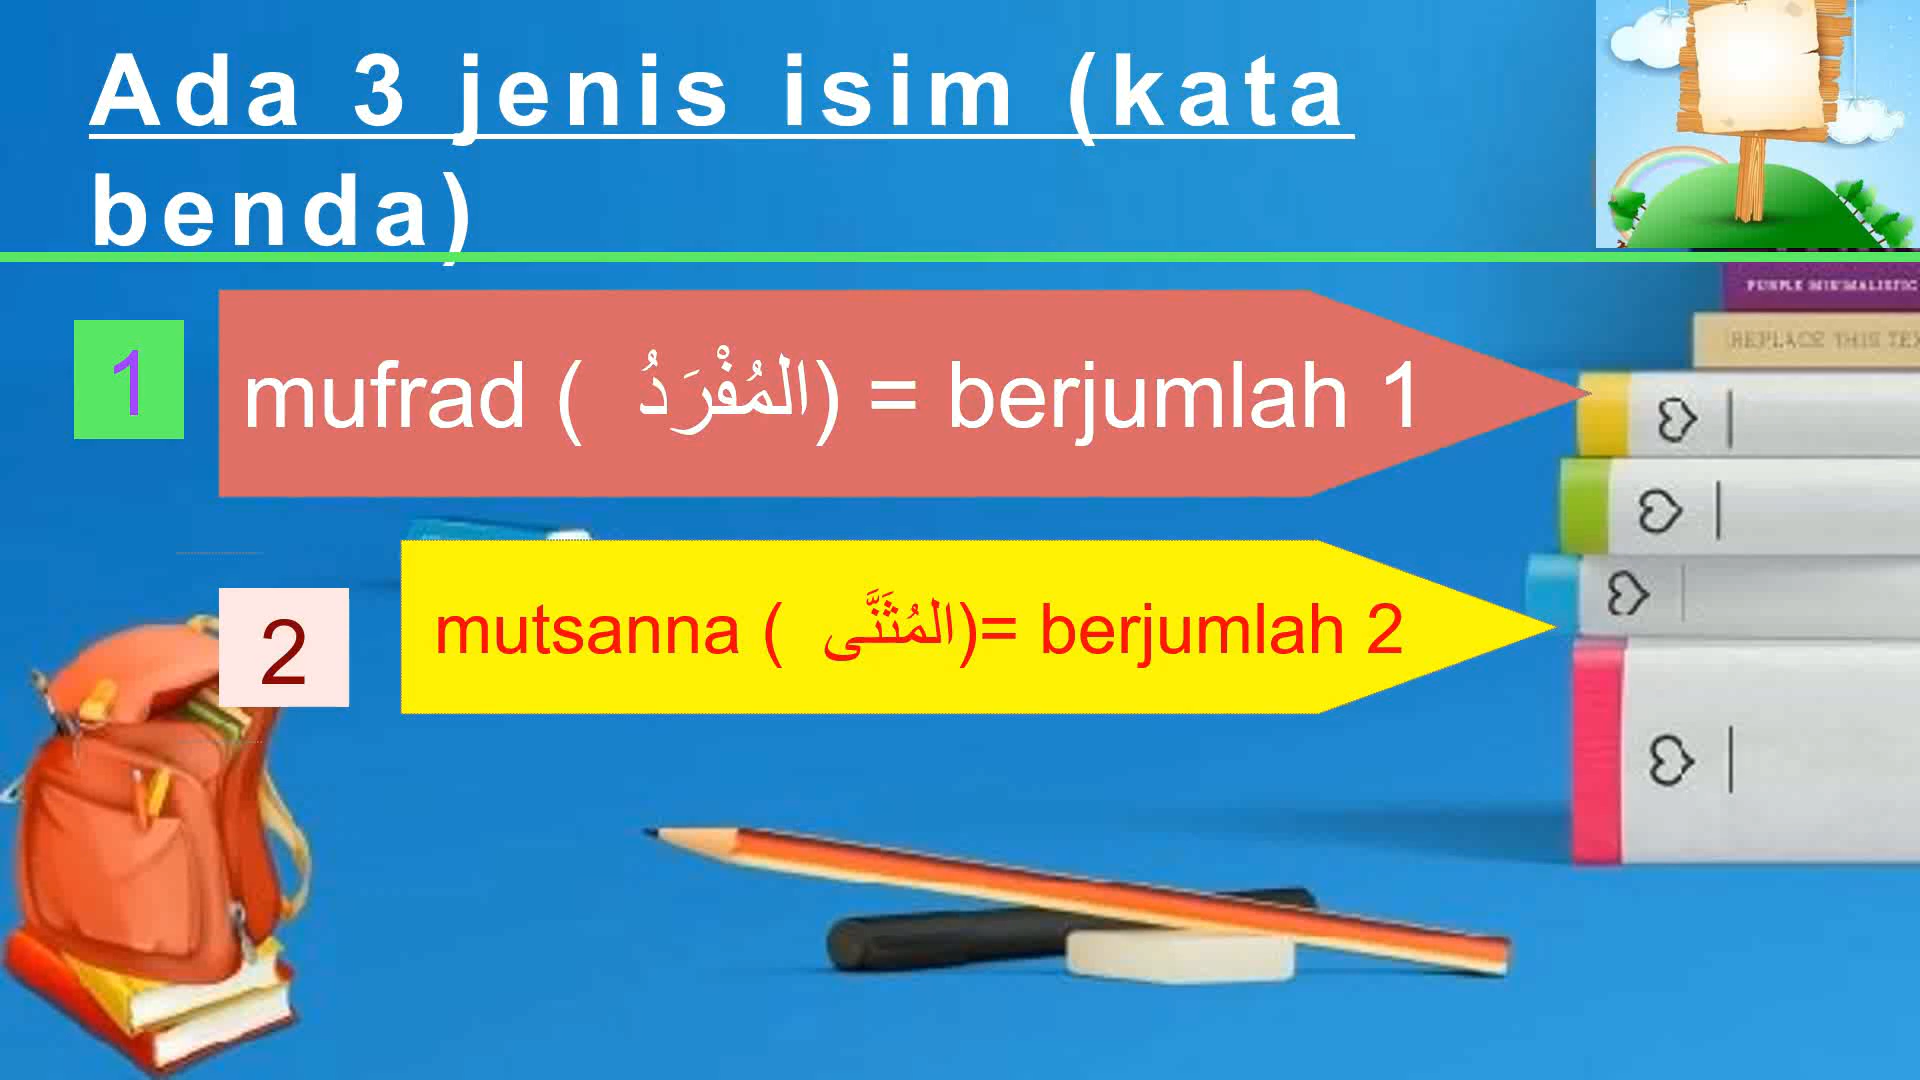 Ada 3 jenis isim (kata
benda)
PURPLE MINIMALISTIC
REPLACE THIS TEX
1
mufrad ( المُفْرَدُ) = berjumlah 1
2
mutsanna ( المُثَنَّى)= berjumlah 2